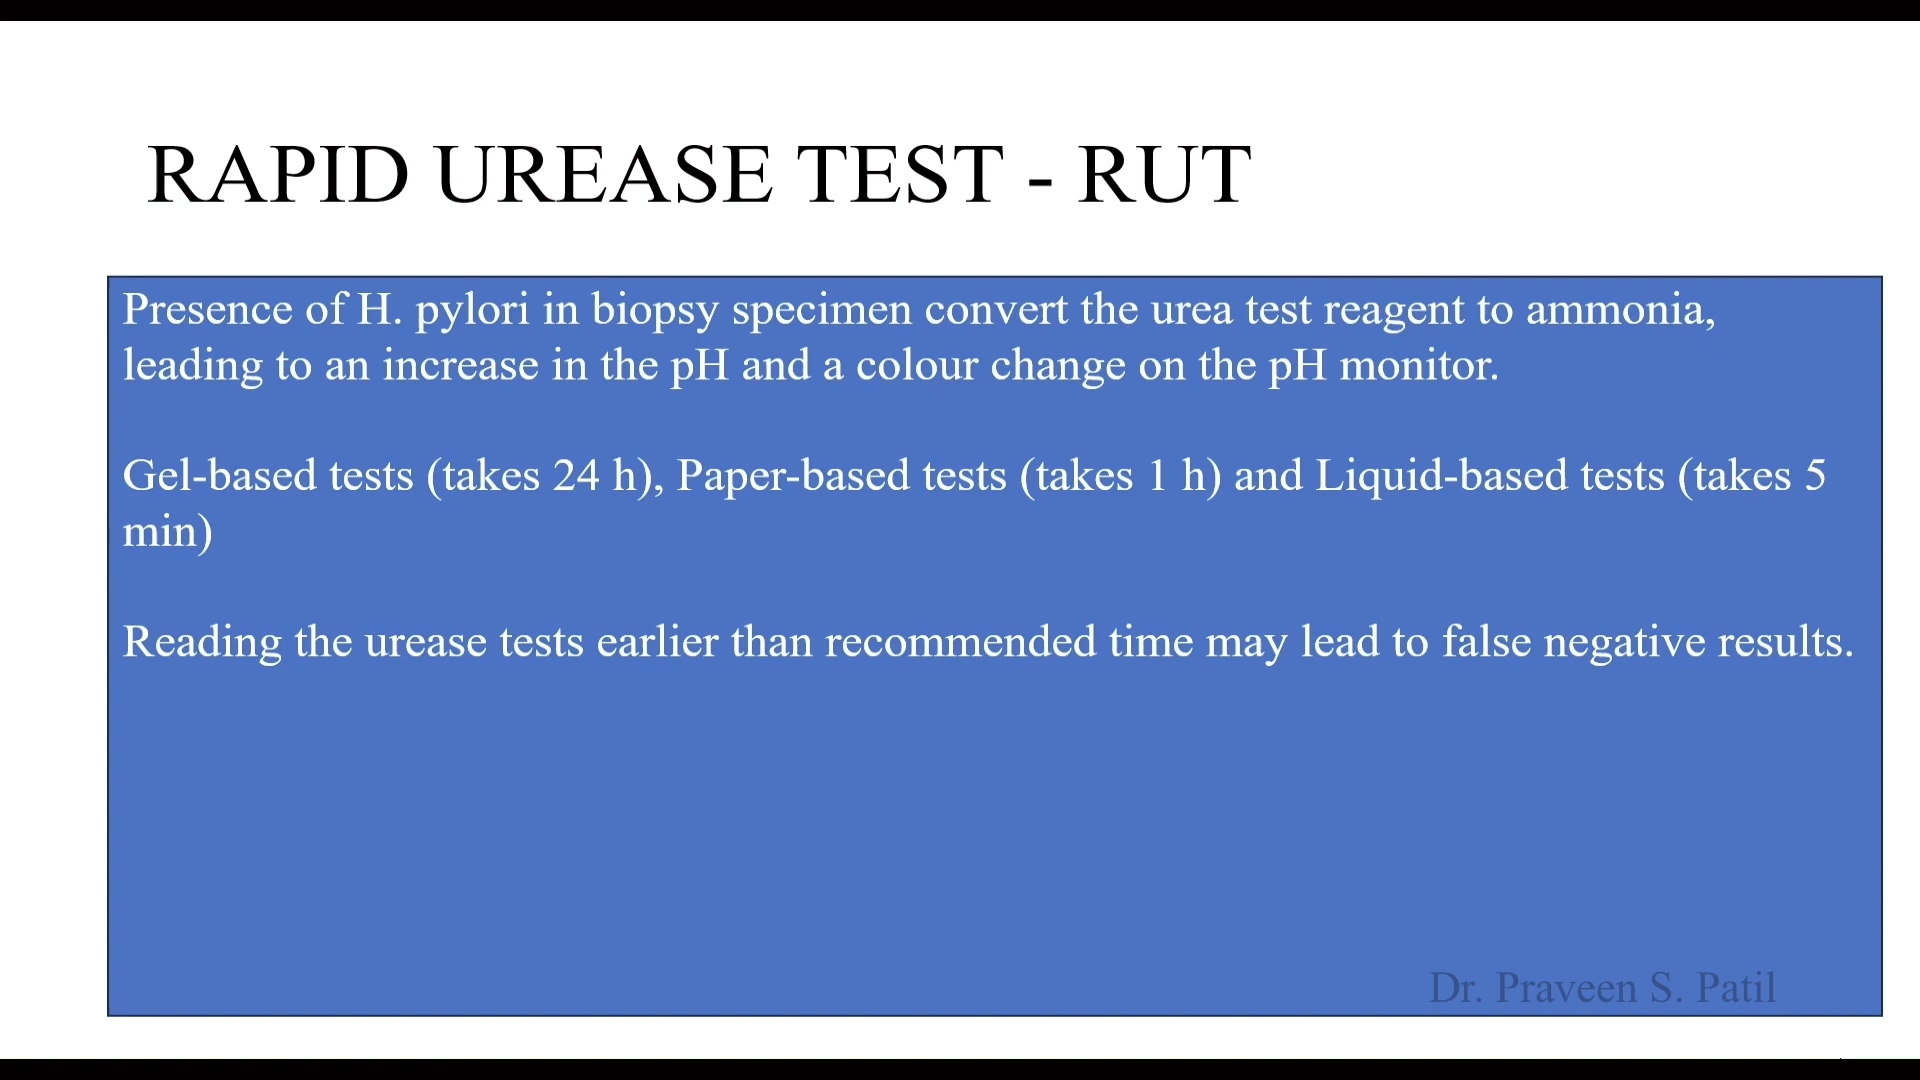 RAPID UREASE TEST - RUT
Presence of H. pylori in biopsy specimen convert the urea test reagent to ammonia,
leading to an increase in the pH and a colour change on the pH monitor.
Gel-based tests (takes 24 h), Paper-based tests (takes 1 h) and Liquid-based tests (takes 5
min)
Reading the urease tests earlier than recommended time may lead to false negative results.
Dr. Praveen S. Patil